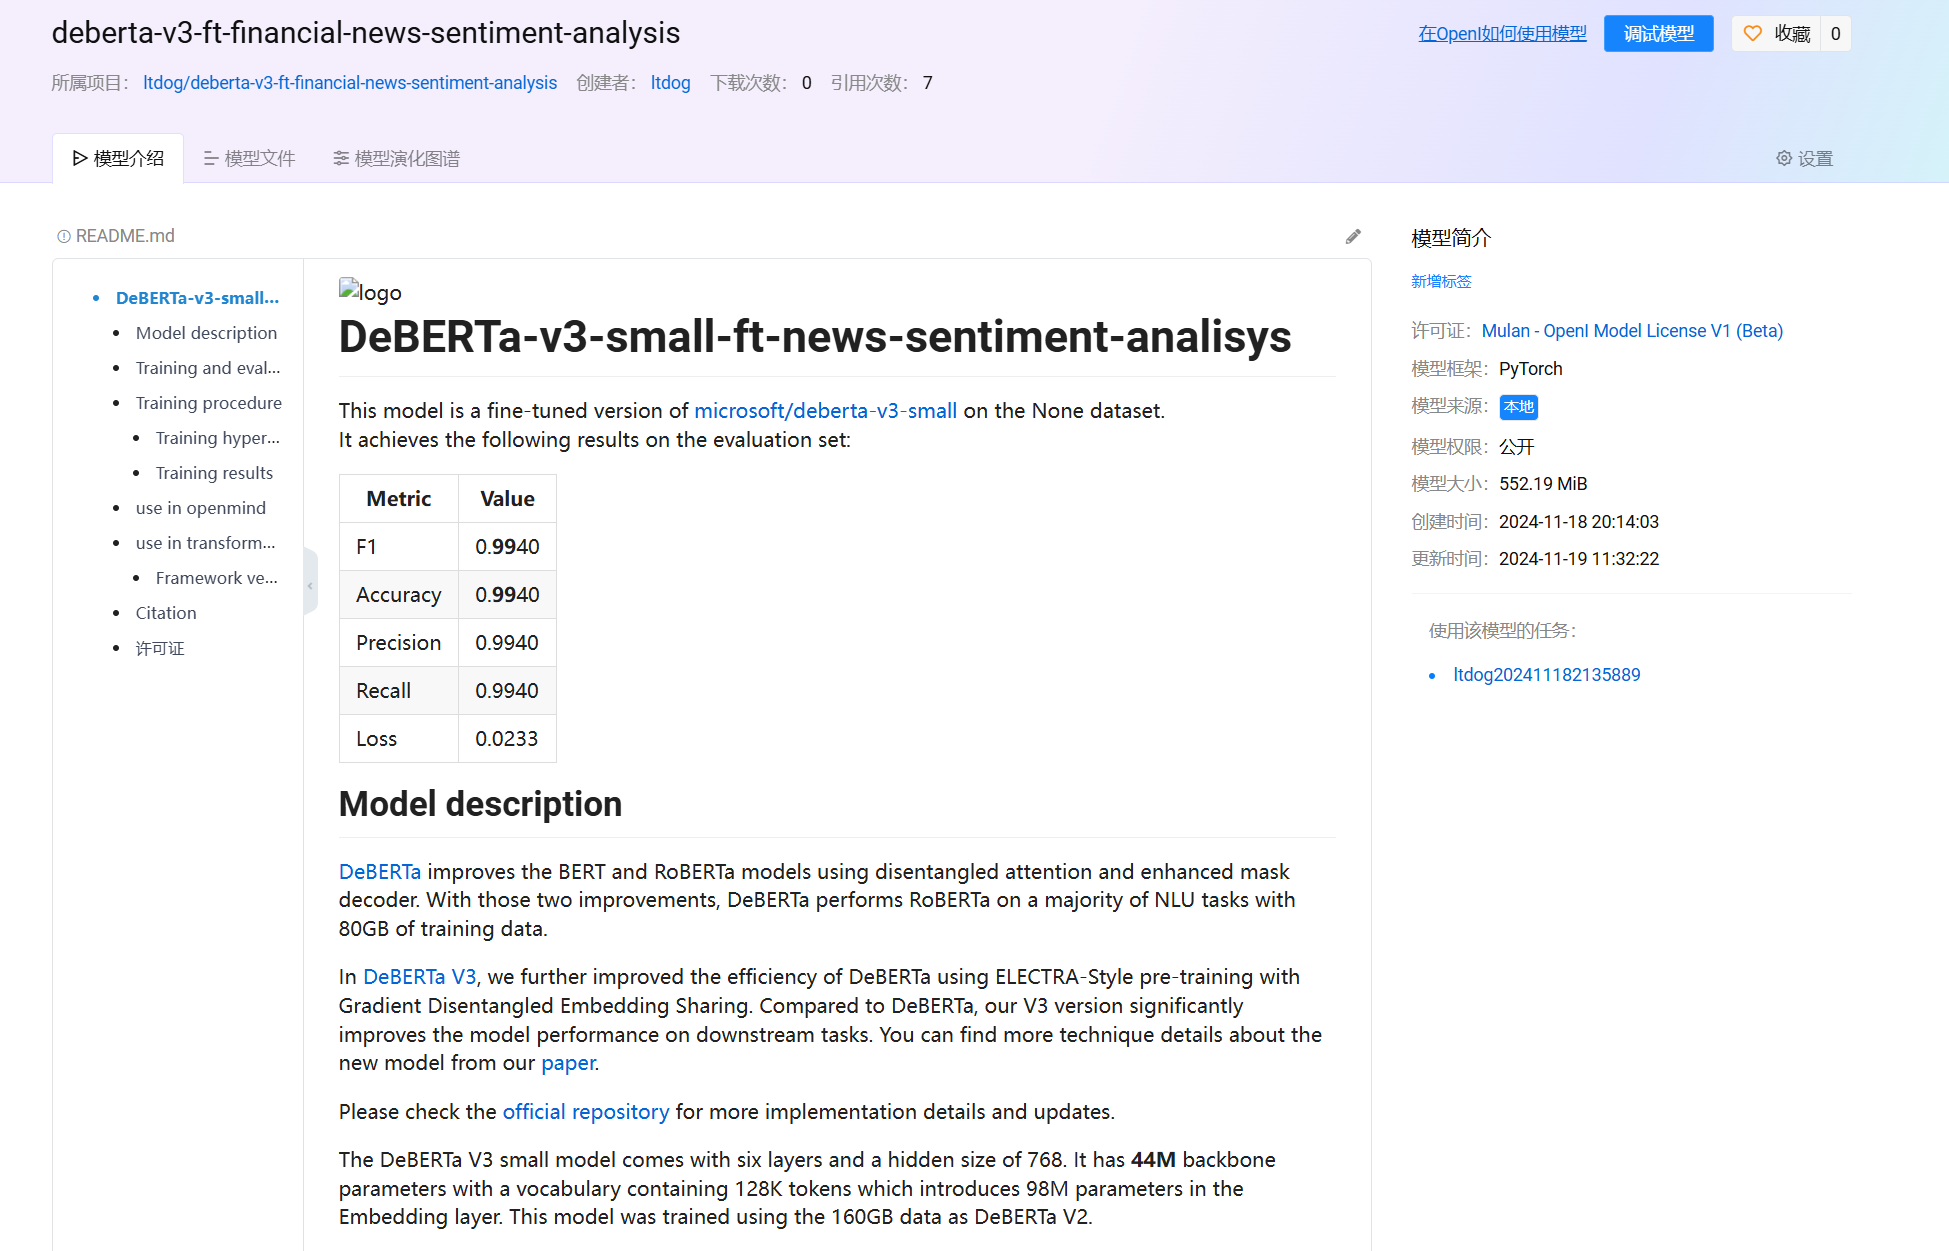 deberta-v3-ft-financial-news-sentiment-analysis
在OpenI如何使用模型
调试模型
收藏
0
所属项目： ltdog/deberta-v3-ft-financial-news-sentiment-analysis 创建者： ltdog 下载次数： 0 引用次数： 7
模型介绍
模型文件
模型演化图谱
设置
README.md
DeBERTa-v3-small...
Model description
Training and eval...
Training procedure
Training hyper...
Training results
use in openmind
use in transform...
Framework ve...
Citation
许可证
logo
DeBERTa-v3-small-ft-news-sentiment-analisys
This model is a fine-tuned version of microsoft/deberta-v3-small on the None dataset.
It achieves the following results on the evaluation set:
Metric Value
F1 0.9940
Accuracy 0.9940
Precision 0.9940
Recall 0.9940
Loss 0.0233
Model description
DeBERTa improves the BERT and RoBERTa models using disentangled attention and enhanced mask
decoder. With those two improvements, DeBERTa performs RoBERTa on a majority of NLU tasks with
80GB of training data.
In DeBERTa V3, we further improved the efficiency of DeBERTa using ELECTRA-Style pre-training with
Gradient Disentangled Embedding Sharing. Compared to DeBERTa, our V3 version significantly
improves the model performance on downstream tasks. You can find more technique details about the
new model from our paper.
Please check the official repository for more implementation details and updates.
The DeBERTa V3 small model comes with six layers and a hidden size of 768. It has 44M backbone
parameters with a vocabulary containing 128K tokens which introduces 98M parameters in the
Embedding layer. This model was trained using the 160GB data as DeBERTa V2.
模型简介
新增标签
许可证： Mulan - OpenI Model License V1 (Beta)
模型框架： PyTorch
模型来源： 本地
模型权限： 公开
模型大小： 552.19 MiB
创建时间： 2024-11-18 20:14:03
更新时间： 2024-11-19 11:32:22
使用该模型的任务：
ltdog202411182135889